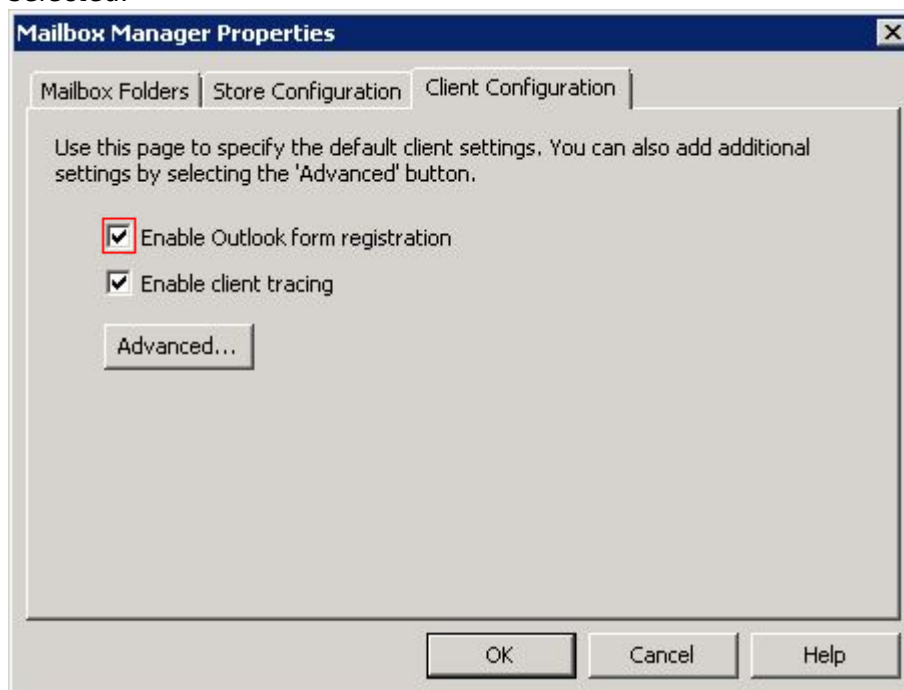 selected.
Mailbox Manager Properties
Mailbox Folders Store Configuration Client Configuration
Use this page to specify the default client settings. You can also add additional
settings by selecting the 'Advanced' button.
Enable Outlook form registration
Enable client tracing
Advanced...
OK Cancel Help